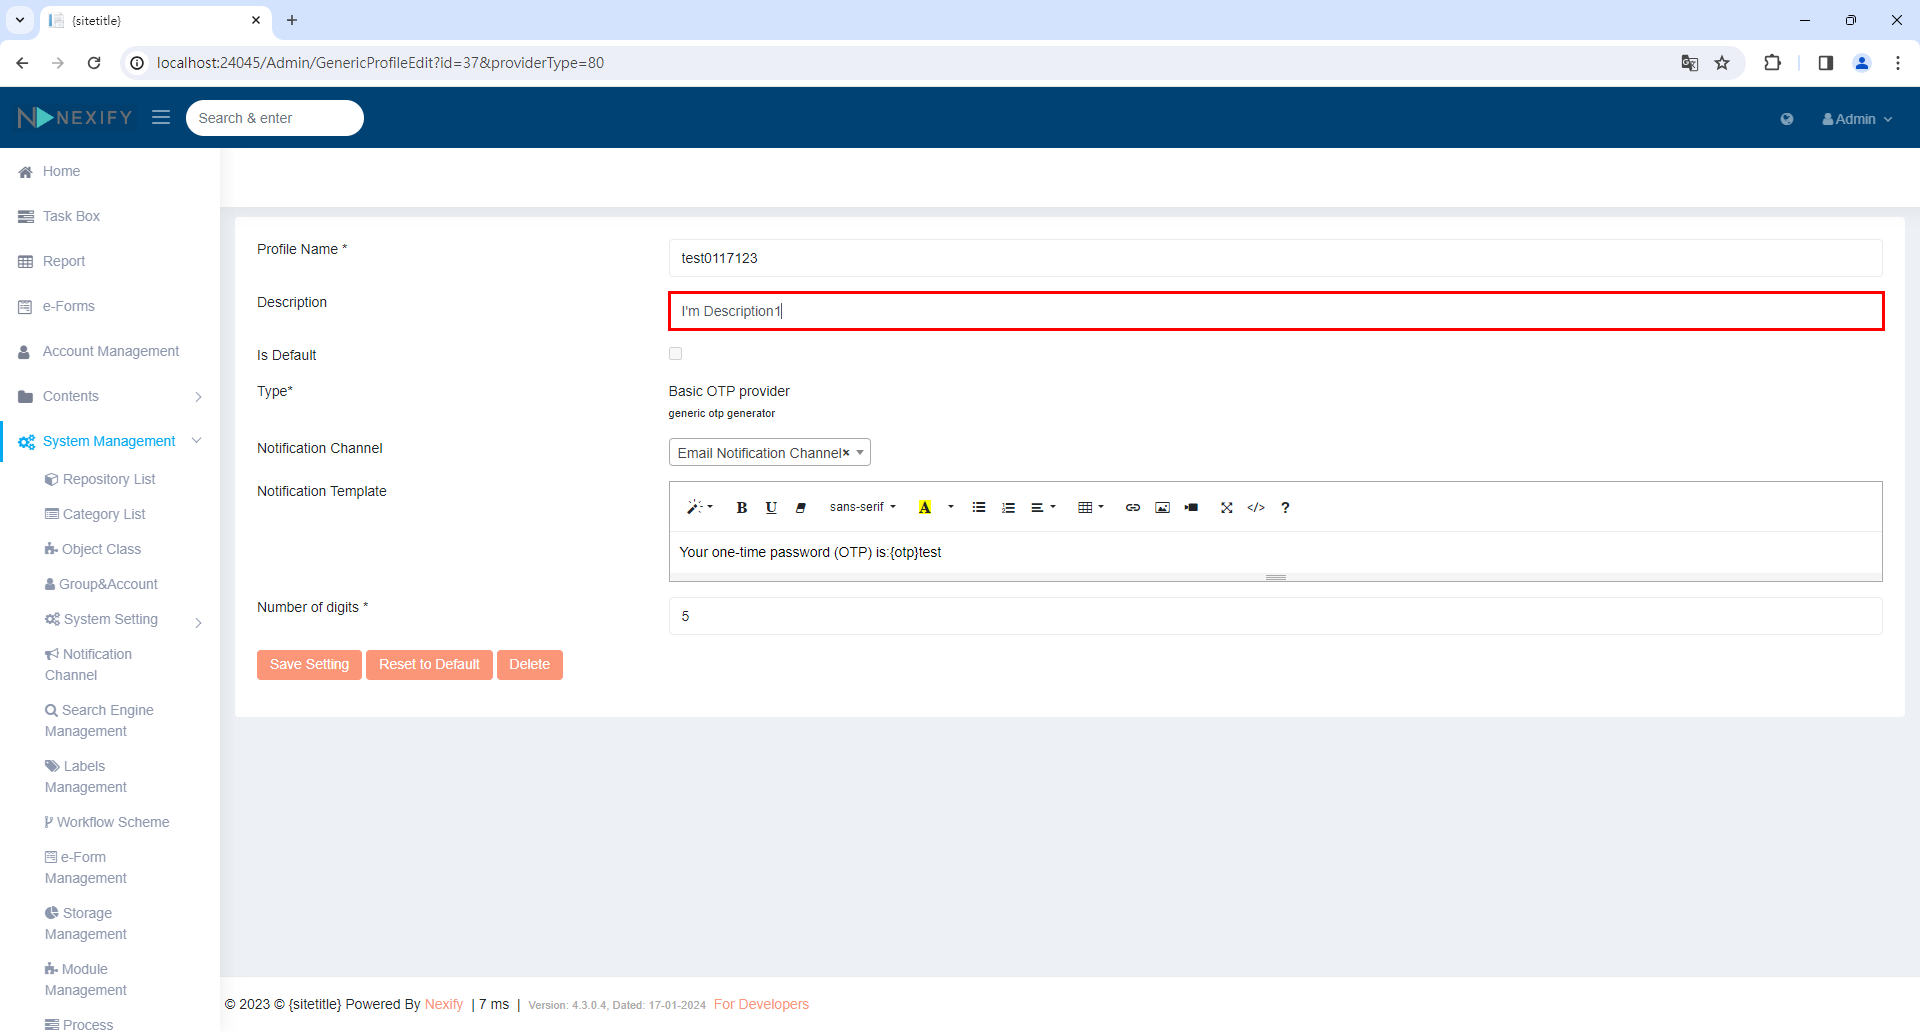 {sitetitle}
localhost:24045/Admin/GenericProfileEdit?id=37&providerType=80
NEXIFY
Search & enter
Admin
Home
Task Box
Report
e-Forms
Account Management
Contents
System Management
Repository List
Category List
Object Class
Group&Account
System Setting
Notification
Channel
Search Engine
Management
Labels
Management
Workflow Scheme
e-Form
Management
Storage
Management
Module
Management
Process
Profile Name *
test0117123
Description
I'm Description1
Is Default
Type*
Basic OTP provider
generic otp generator
Notification Channel
Email Notification Channel×
Notification Template
B U sans-serif A </> ?
Your one-time password (OTP) is:{otp}test
Number of digits *
5
Save Setting Reset to Default Delete
© 2023 © {sitetitle} Powered By Nexify | 7 ms | Version: 4.3.0.4, Dated: 17-01-2024 For Developers